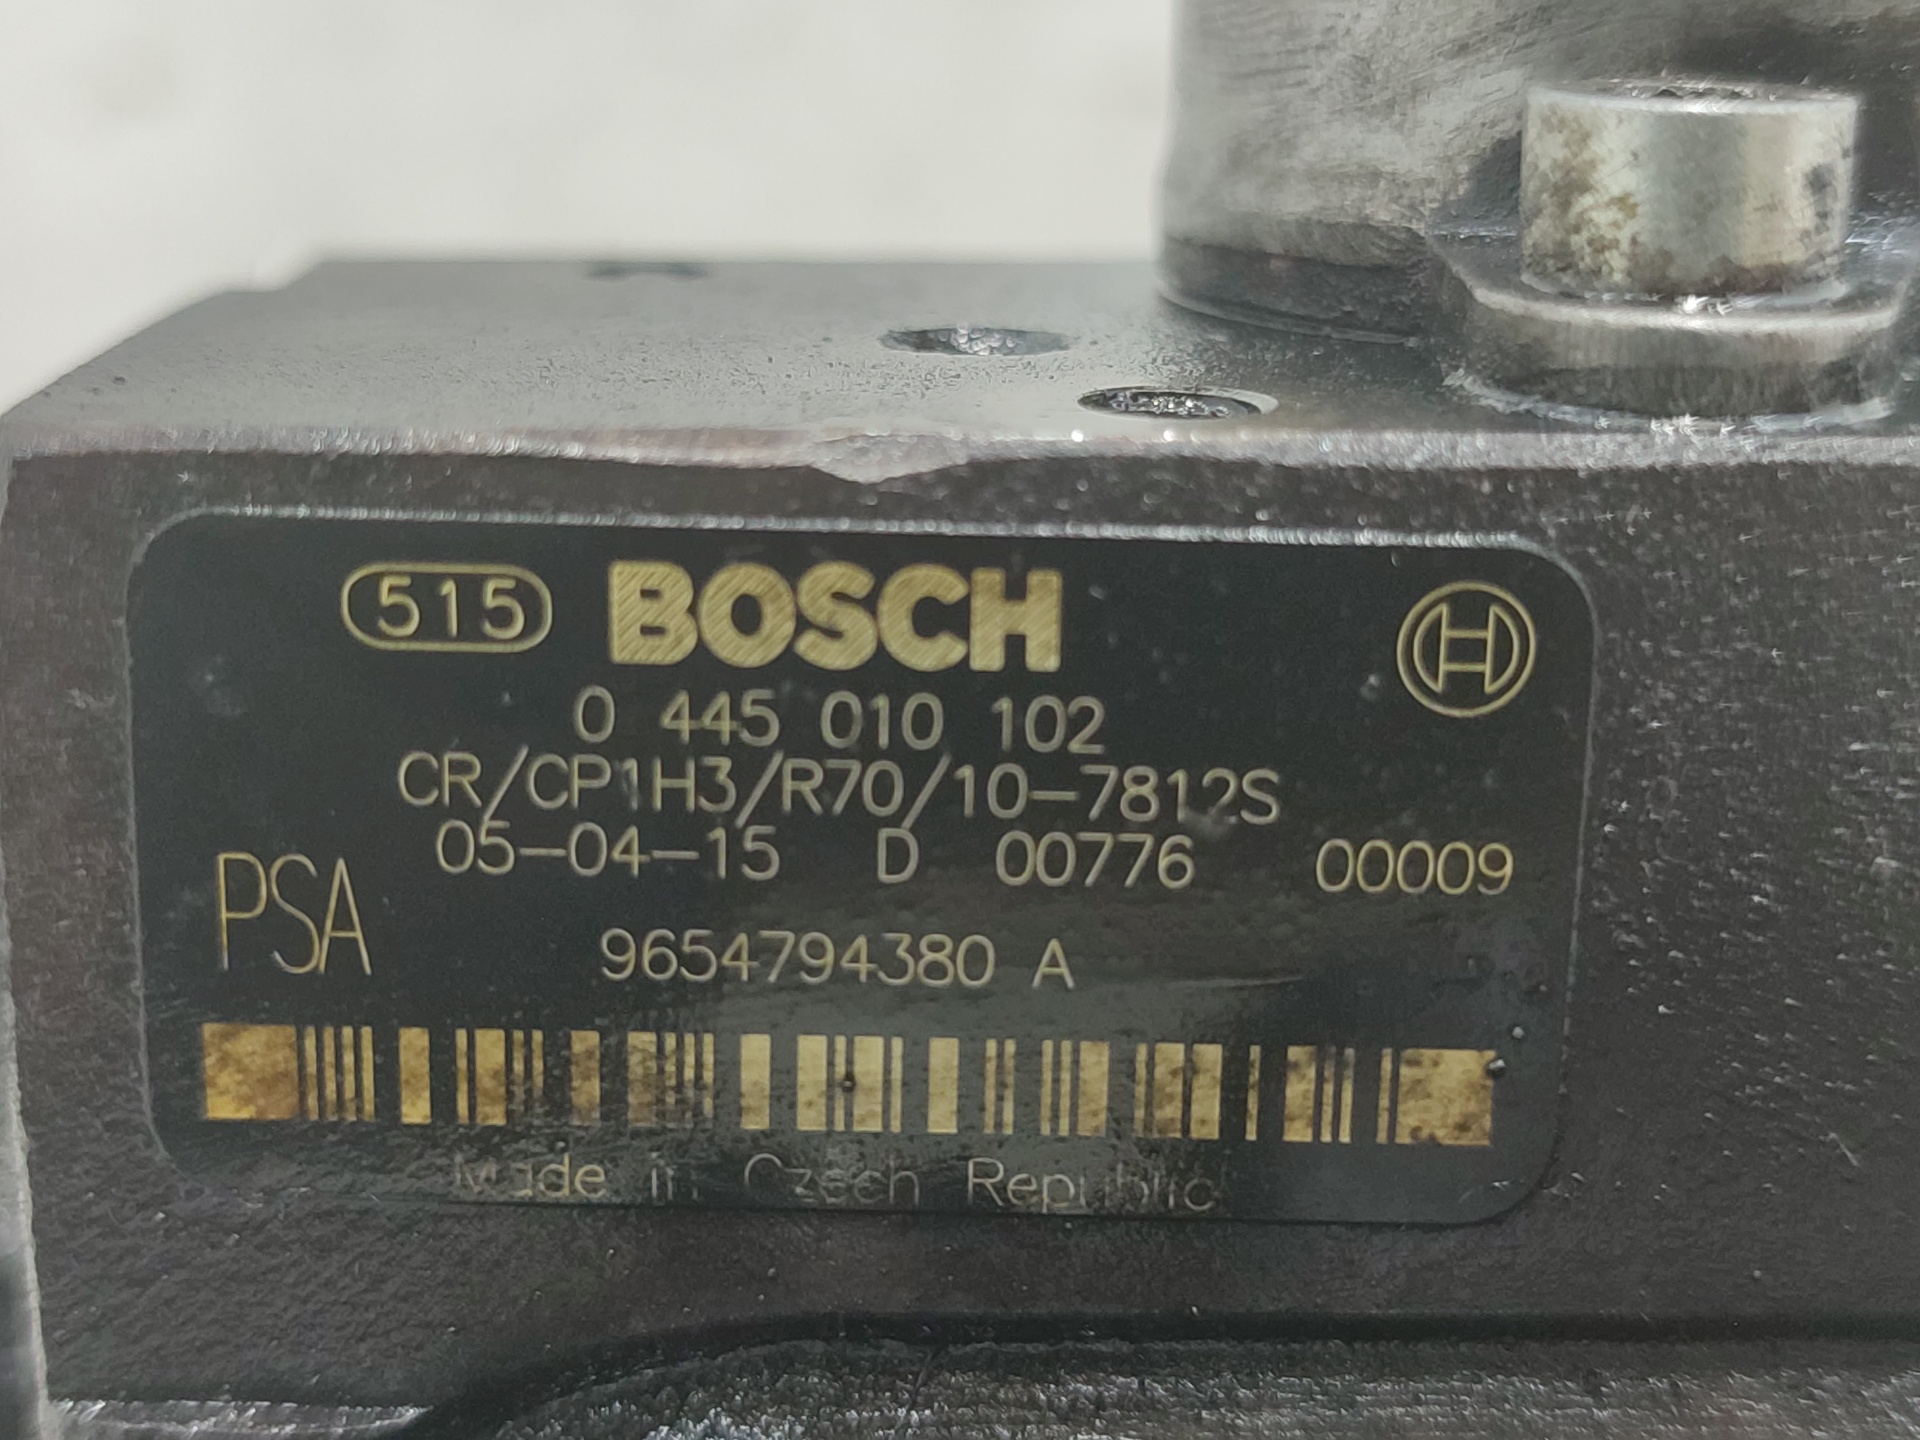 515 BOSCH
0 445 010 102
CR/CP1H3/R70/10-7812S
05-04-15 D 00776 00009
PSA
9654794380 A
Made in Czech Republic